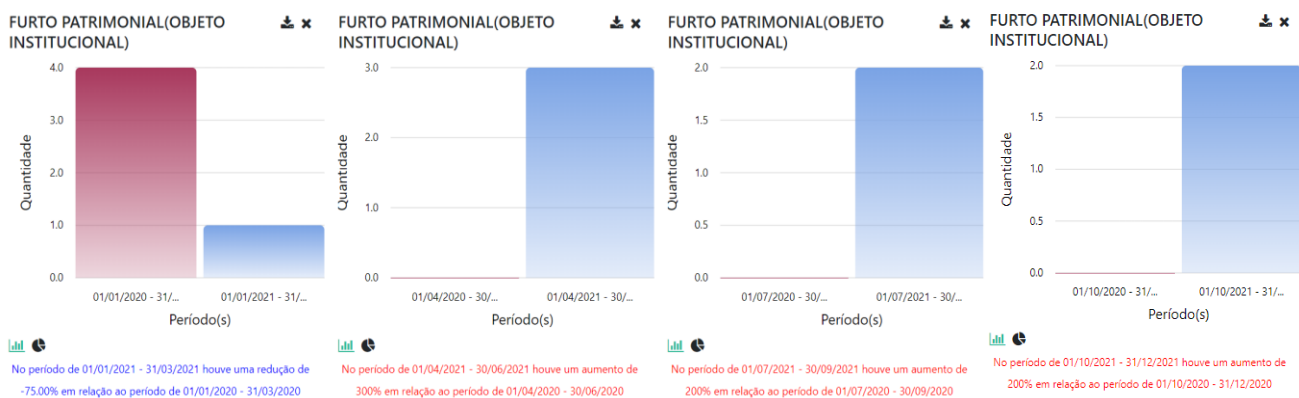 FURTO PATRIMONIAL(OBJETO
INSTITUCIONAL)
4.0
3.0
2.0
1.0
0.0
Quantidade
01/01/2020 - 31/...
01/01/2021 - 31/...
Período(s)
No período de 01/01/2021 - 31/03/2021 houve uma redução de
-75.00% em relação ao período de 01/01/2020 - 31/03/2020
FURTO PATRIMONIAL(OBJETO
INSTITUCIONAL)
3.0
2.0
1.0
0.0
Quantidade
01/04/2020 - 30/...
01/04/2021 - 30/...
Período(s)
No período de 01/04/2021 - 30/06/2021 houve um aumento de
300% em relação ao período de 01/04/2020 - 30/06/2020
FURTO PATRIMONIAL(OBJETO
INSTITUCIONAL)
2.0
1.5
1.0
0.5
0.0
Quantidade
01/07/2020 - 30/...
01/07/2021 - 30/...
Período(s)
No período de 01/07/2021 - 30/09/2021 houve um aumento de
200% em relação ao período de 01/07/2020 - 30/09/2020
FURTO PATRIMONIAL(OBJETO
INSTITUCIONAL)
2.0
1.5
1.0
0.5
0.0
Quantidade
01/10/2020 - 31/...
01/10/2021 - 31/...
Período(s)
No período de 01/10/2021 - 31/12/2021 houve um aumento de
200% em relação ao período de 01/10/2020 - 31/12/2020